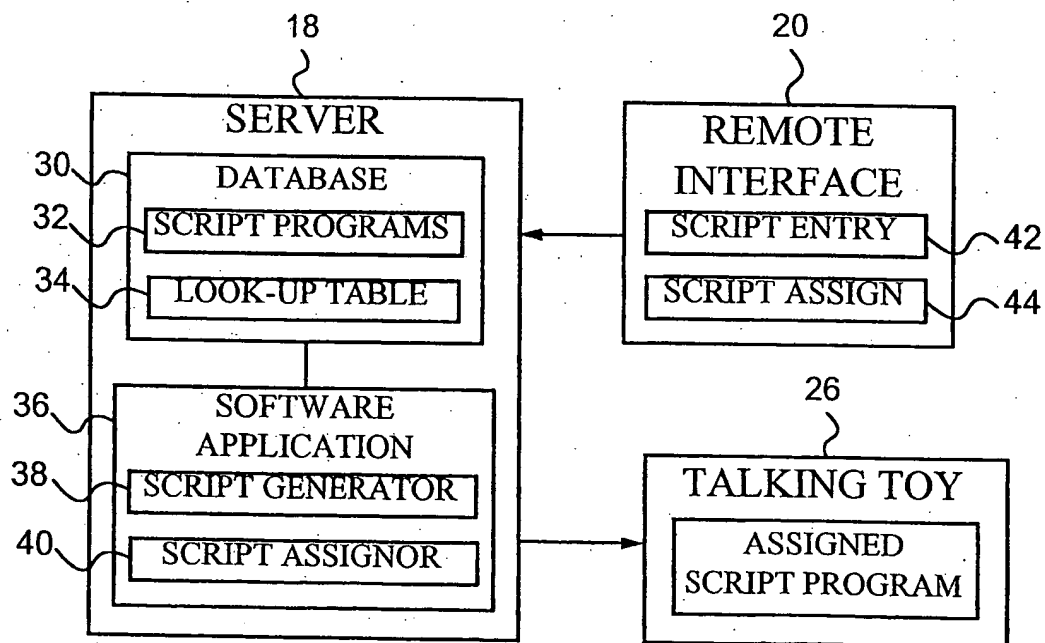 18
20
SERVER
30
DATABASE
32
SCRIPT PROGRAMS
34
LOOK-UP TABLE
36
SOFTWARE
APPLICATION
38
SCRIPT GENERATOR
40
SCRIPT ASSIGNOR
REMOTE
INTERFACE
SCRIPT ENTRY
42
SCRIPT ASSIGN
44
26
TALKING TOY
ASSIGNED
SCRIPT PROGRAM